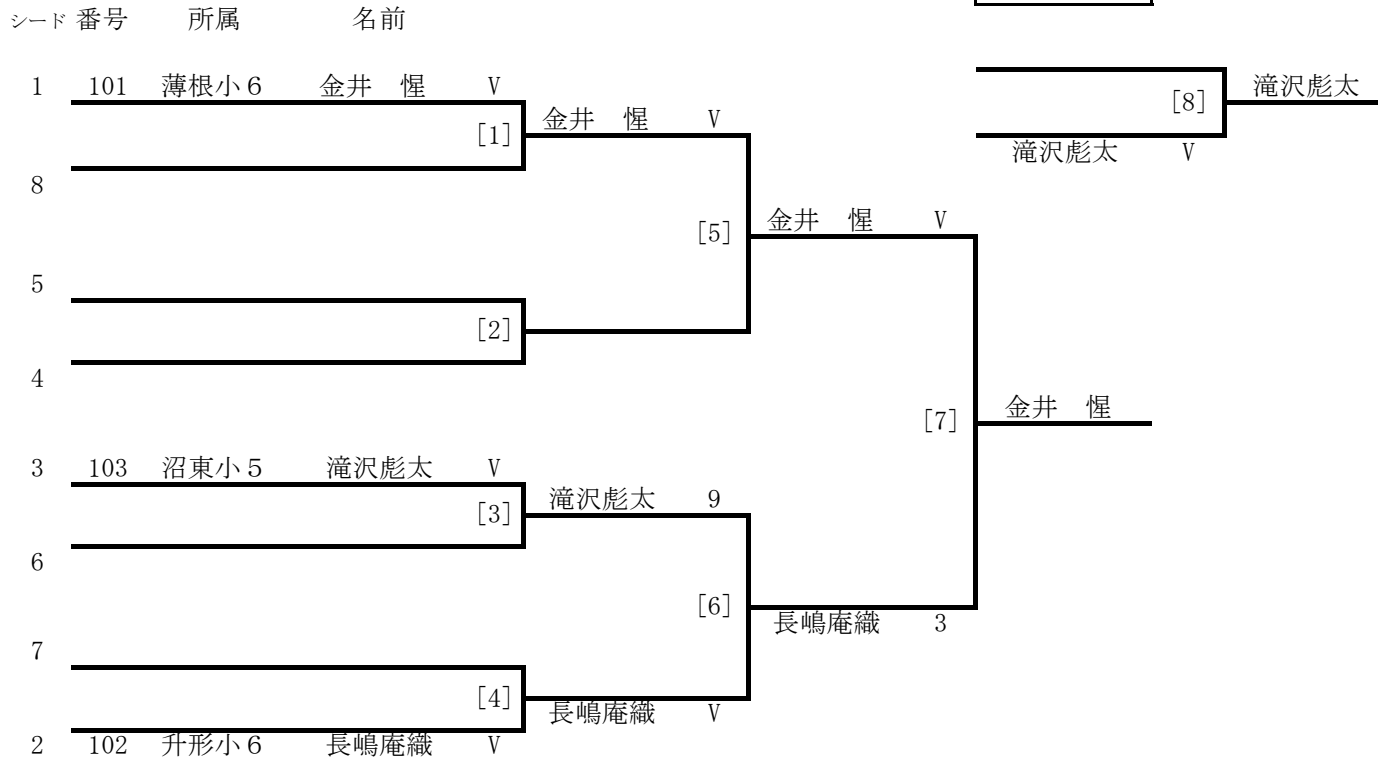 シード 番号 所属 名前
1 101 薄根小６ 金井　惺 V
滝沢彪太
[8]
[1] 金井　惺 V
滝沢彪太 V
8
[5] 金井　惺 V
5
[2]
4
[7] 金井　惺
3 103 沼東小５ 滝沢彪太 V
[3] 滝沢彪太 9
6
[6]
長嶋庵織 3
7
[4]
長嶋庵織 V
2 102 升形小６ 長嶋庵織 V